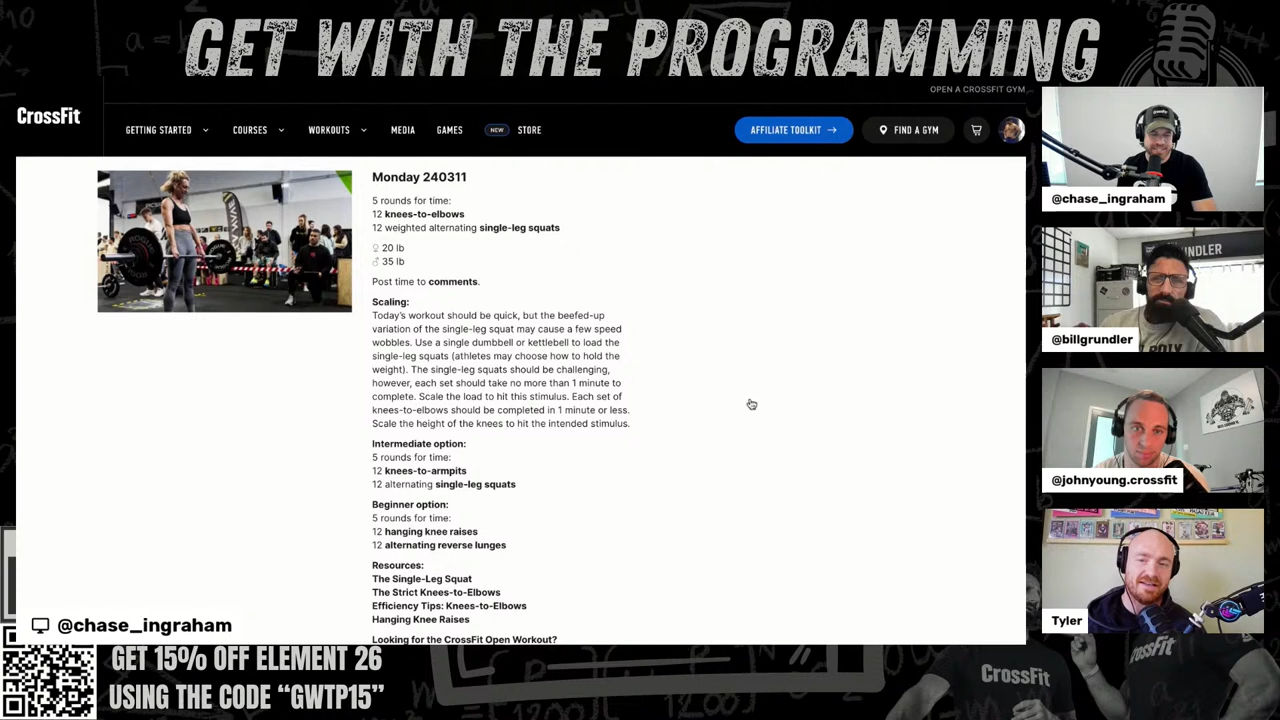 GET WITH THE PROGRAMMING
OPEN A CROSSFIT GYM
CrossFit
GETTING STARTED
COURSES
WORKOUTS
MEDIA
GAMES
NEW
STORE
AFFILIATE TOOLKIT →
FIND A GYM
Monday 240311
5 rounds for time:
12 knees-to-elbows
12 weighted alternating single-leg squats
♀ 20 lb
♂ 35 lb
Post time to comments.
Scaling:
Today's workout should be quick, but the beefed-up
variation of the single-leg squat may cause a few speed
wobbles. Use a single dumbbell or kettlebell to load the
single-leg squats (athletes may choose how to hold the
weight). The single-leg squats should be challenging,
however, each set should take no more than 1 minute to
complete. Scale the load to hit this stimulus. Each set of
knees-to-elbows should be completed in 1 minute or less.
Scale the height of the knees to hit the intended stimulus.
Intermediate option:
5 rounds for time:
12 knees-to-armpits
12 alternating single-leg squats
Beginner option:
5 rounds for time:
12 hanging knee raises
12 alternating reverse lunges
Resources:
The Single-Leg Squat
The Strict Knees-to-Elbows
Efficiency Tips: Knees-to-Elbows
Hanging Knee Raises
Looking for the CrossFit Open Workout?
@chase_ingraham
@chase_ingraham
RUNDLER
@billgrundler
@johnyoung.crossfit
Tyler
GET 15% OFF ELEMENT 26
USING THE CODE “GWTP15”
CrossFit
CrossFit